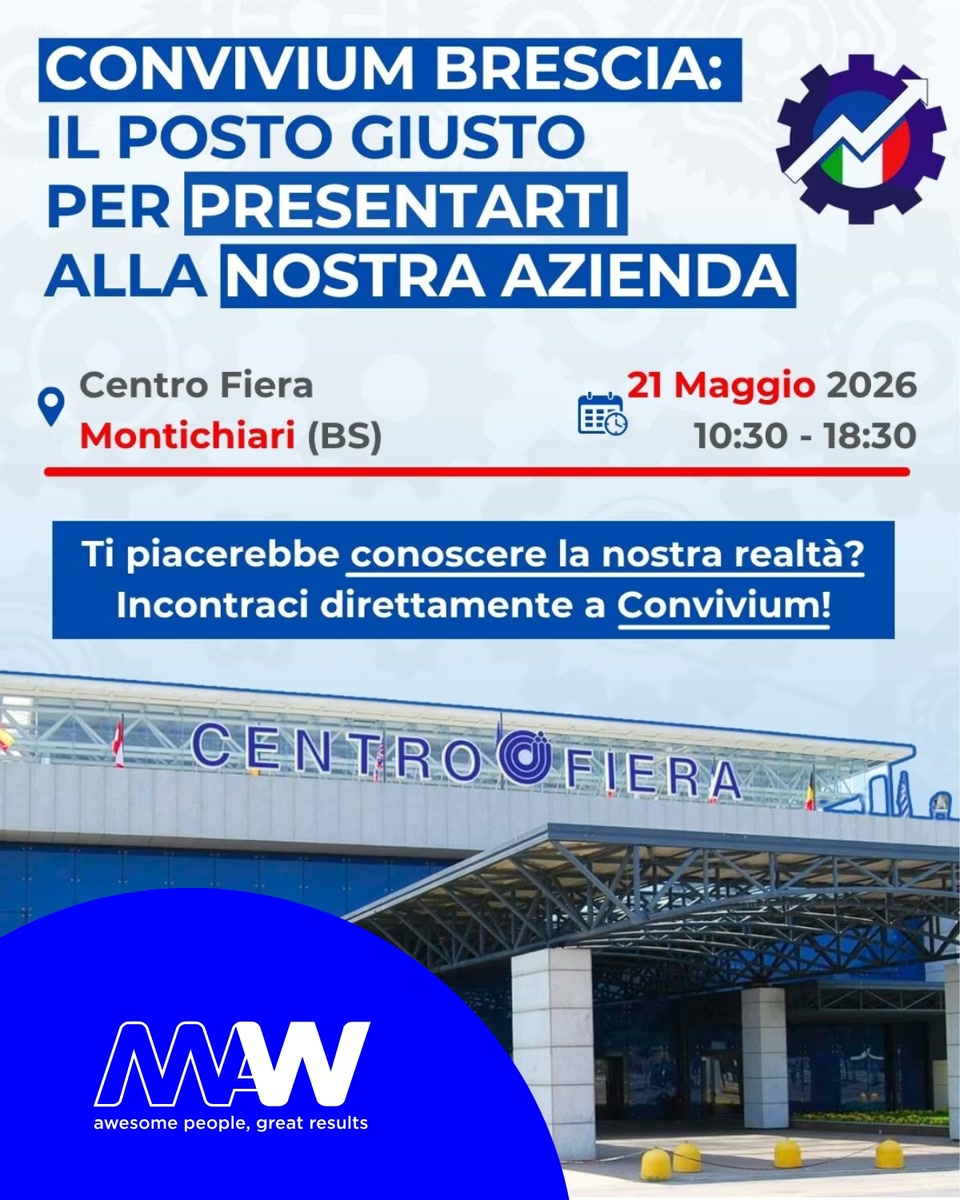 CONVIVIUM BRESCIA:
IL POSTO GIUSTO
PER PRESENTARTI
ALLA NOSTRA AZIENDA
Centro Fiera
Montichiari (BS)
21 Maggio 2026
10:30 - 18:30
Ti piacerebbe conoscere la nostra realtà?
Incontraci direttamente a Convivium!
CENTRO FIERA
MAW
awesome people, great results